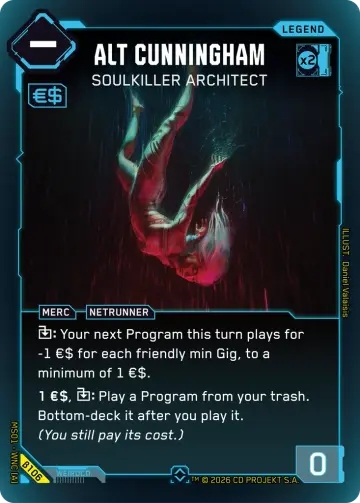 LEGEND
ALT CUNNINGHAM
x2
SOULKILLER ARCHITECT
€$
ILLUST. Daniel Valaisis
MERC NETRUNNER
: Your next Program this turn plays for
-1 €$ for each friendly min Gig, to a
minimum of 1 €$.
1 €$, : Play a Program from your trash.
Bottom-deck it after you play it.
(You still pay its cost.)
β106
WEIRDCO
™ © 2026 CD PROJEKT S.A.
0